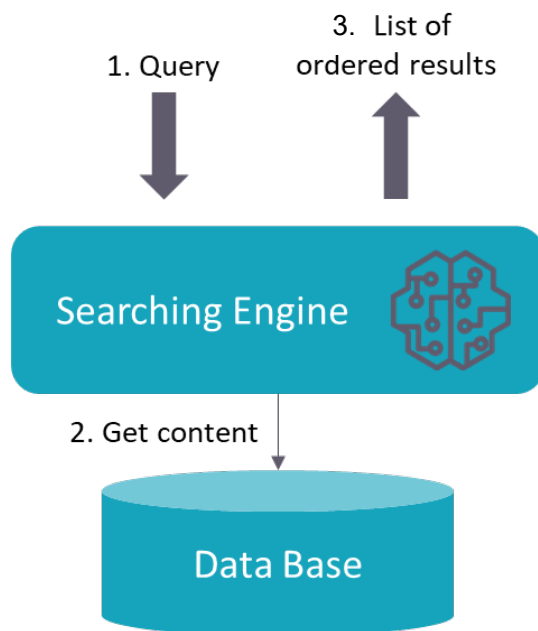 1. Query
3. List of
ordered results
Searching Engine
2. Get content
Data Base